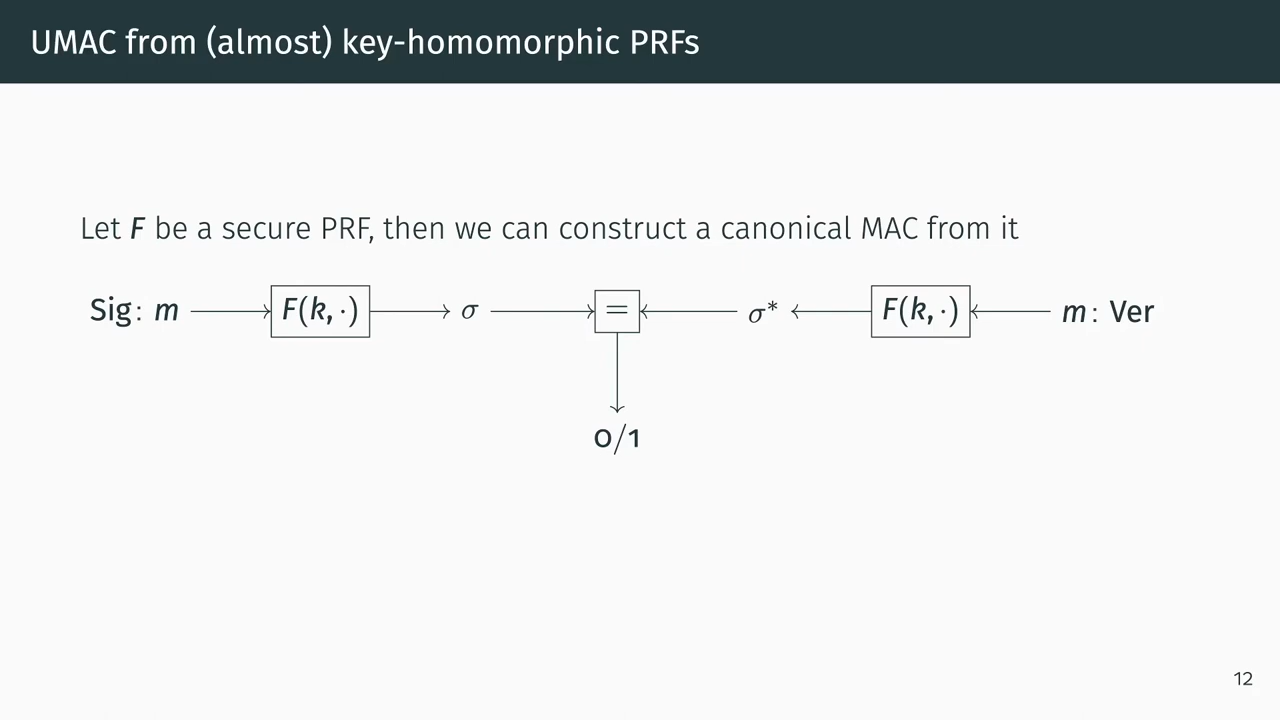 UMAC from (almost) key-homomorphic PRFs
Let F be a secure PRF, then we can construct a canonical MAC from it
Sig: m F(k, ·) σ = σ* F(k, ·) m: Ver
0/1
12